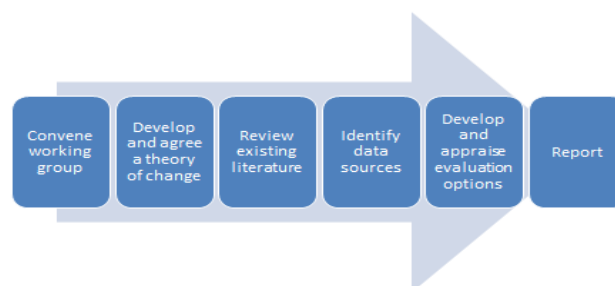 Convene
working
group
Develop
and agree
a theory
of change
Review
existing
literature
Identify
data
sources
Develop
and
appraise
evaluation
options
Report